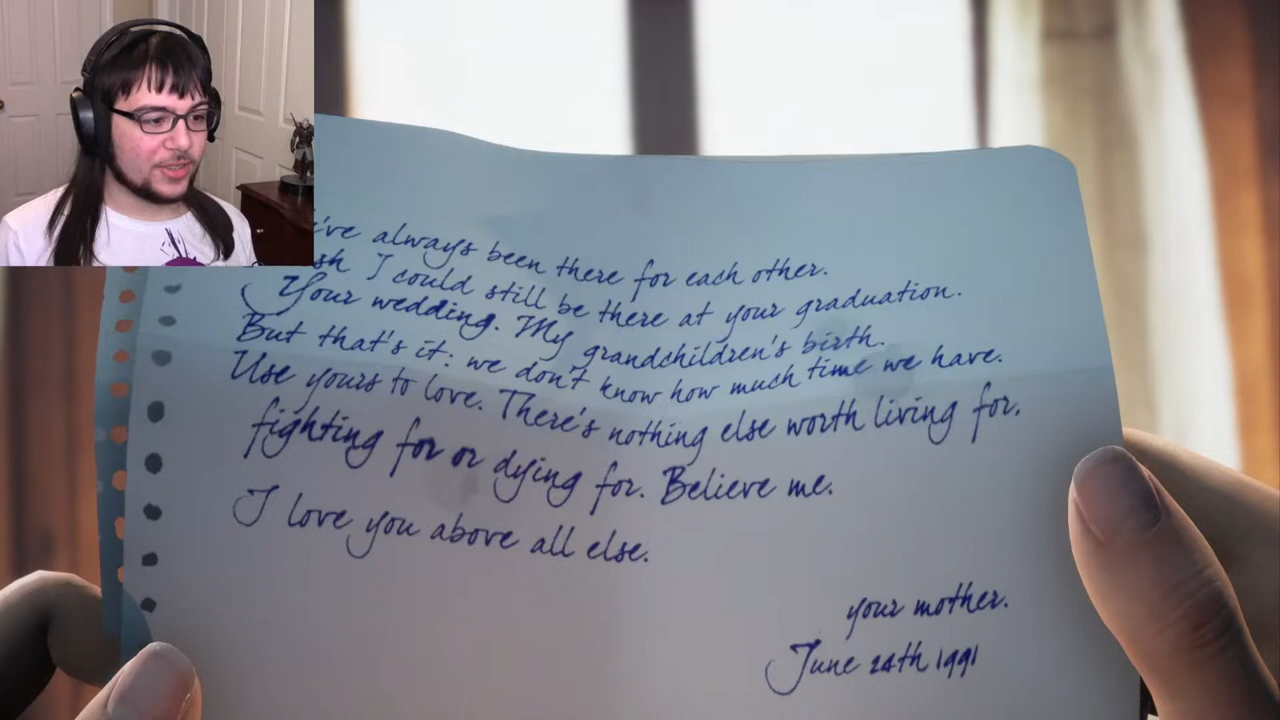 always been there for each other.
I could still be there at your graduation.
Your wedding. My grandchildren's birth.
But that's it: we don't know how much time we have.
Use yours to love. There's nothing else worth living for.
fighting for or dying for. Believe me.
I love you above all else.
your mother.
June 24th 1991